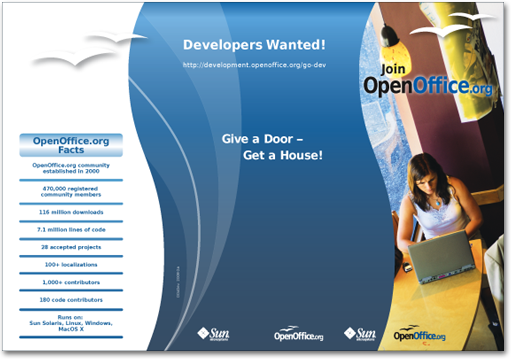 OpenOffice.org
Facts
OpenOffice.org community
established in 2000
470,000 registered
community members
116 million downloads
7.1 million lines of code
28 accepted projects
100+ localizations
1,000+ contributors
180 code contributors
Runs on:
Sun Solaris, Linux, Windows,
MacOS X
Developers Wanted!
http://development.openoffice.org/go-dev
Give a Door –
Get a House!
Sun
microsystems
OpenOffice.org
Sun
microsystems
Join
OpenOffice.org
OpenOffice.org